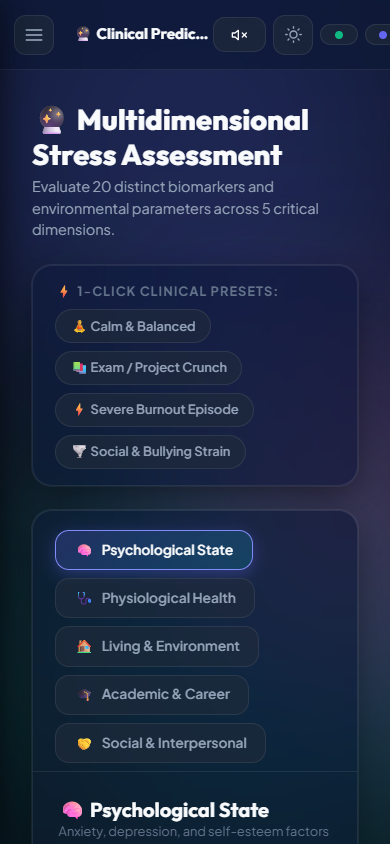 Clinical Predic...
Multidimensional
Stress Assessment
Evaluate 20 distinct biomarkers and
environmental parameters across 5 critical
dimensions.
1-CLICK CLINICAL PRESETS:
Calm & Balanced
Exam / Project Crunch
Severe Burnout Episode
Social & Bullying Strain
Psychological State
Physiological Health
Living & Environment
Academic & Career
Social & Interpersonal
Psychological State
Anxiety, depression, and self-esteem factors